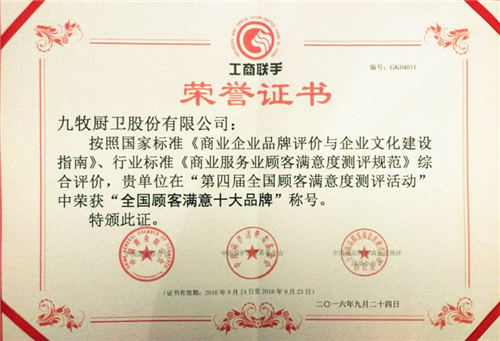 工商联手
编号:GK04011
荣誉证书
九牧厨卫股份有限公司:
按照国家标准《商业企业品牌评价与企业文化建设
指南》、行业标准《商业服务业顾客满意度测评规范》综
合评价,贵单位在“第四届全国顾客满意度测评活动”
中荣获“全国顾客满意十大品牌”称号。
特颁此证。
(证书有效期:2016年9月24日至2018年9月23日)
二〇一六年九月二十四日